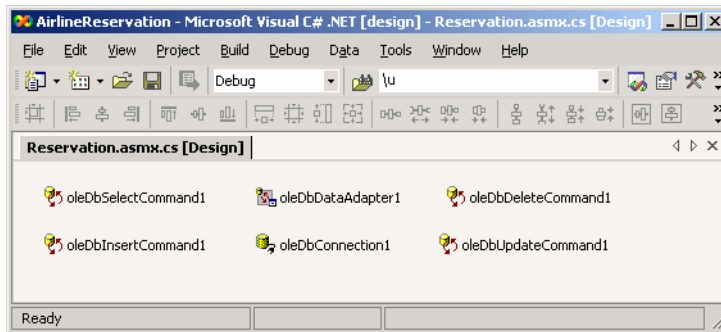 AirlineReservation - Microsoft Visual C# .NET [design] - Reservation.asmx.cs [Design]
File Edit View Project Build Debug Data Tools Window Help
Debug \u
Reservation.asmx.cs [Design]
oleDbSelectCommand1 oleDbDataAdapter1 oleDbDeleteCommand1
oleDbInsertCommand1 oleDbConnection1 oleDbUpdateCommand1
Ready